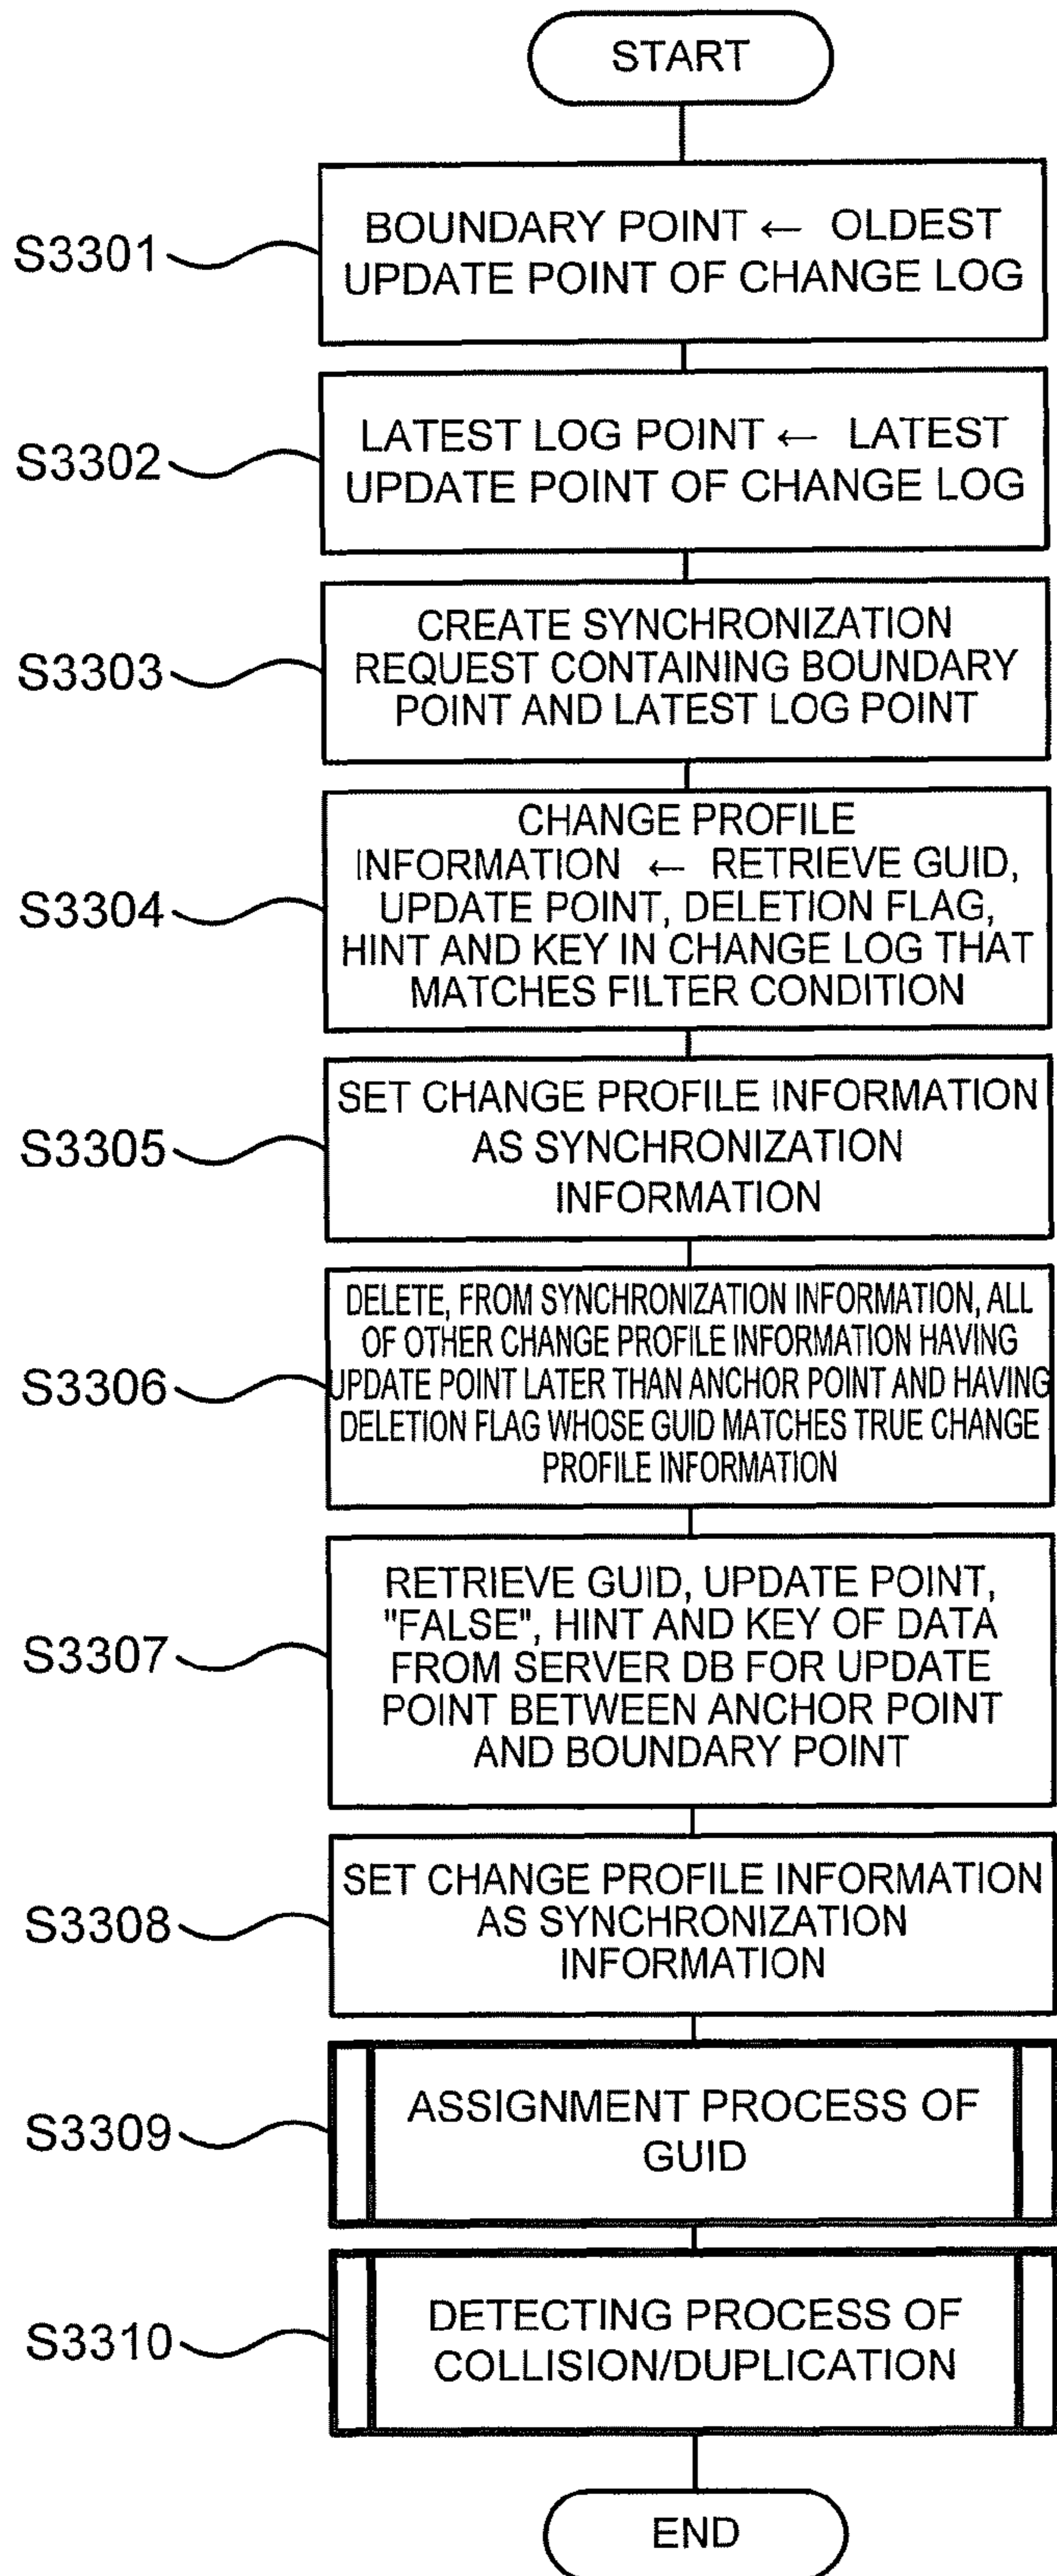 START
S3301
BOUNDARY POINT ← OLDEST
UPDATE POINT OF CHANGE LOG
S3302
LATEST LOG POINT ← LATEST
UPDATE POINT OF CHANGE LOG
S3303
CREATE SYNCHRONIZATION
REQUEST CONTAINING BOUNDARY
POINT AND LATEST LOG POINT
S3304
CHANGE PROFILE
INFORMATION ← RETRIEVE GUID,
UPDATE POINT, DELETION FLAG,
HINT AND KEY IN CHANGE LOG THAT
MATCHES FILTER CONDITION
S3305
SET CHANGE PROFILE INFORMATION
AS SYNCHRONIZATION
INFORMATION
S3306
DELETE, FROM SYNCHRONIZATION INFORMATION, ALL
OF OTHER CHANGE PROFILE INFORMATION HAVING
UPDATE POINT LATER THAN ANCHOR POINT AND HAVING
DELETION FLAG WHOSE GUID MATCHES TRUE CHANGE
PROFILE INFORMATION
S3307
RETRIEVE GUID, UPDATE POINT,
"FALSE", HINT AND KEY OF DATA
FROM SERVER DB FOR UPDATE
POINT BETWEEN ANCHOR POINT
AND BOUNDARY POINT
S3308
SET CHANGE PROFILE INFORMATION
AS SYNCHRONIZATION
INFORMATION
S3309
ASSIGNMENT PROCESS OF
GUID
S3310
DETECTING PROCESS OF
COLLISION/DUPLICATION
END